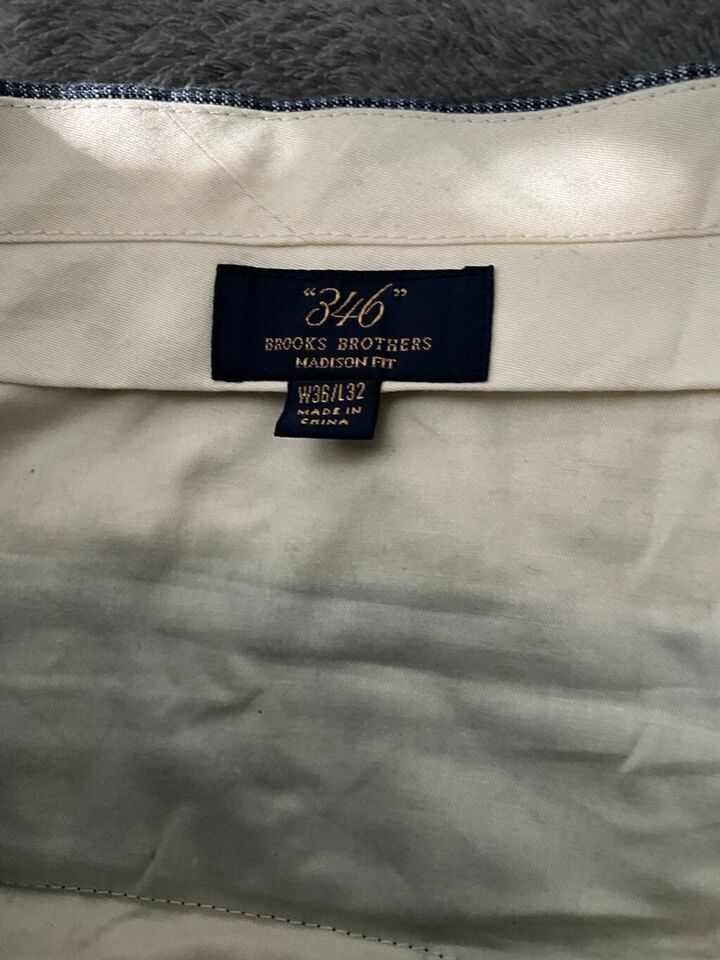 "346"
BROOKS BROTHERS
MADISON FIT
W36/L32
MADE IN
CHINA